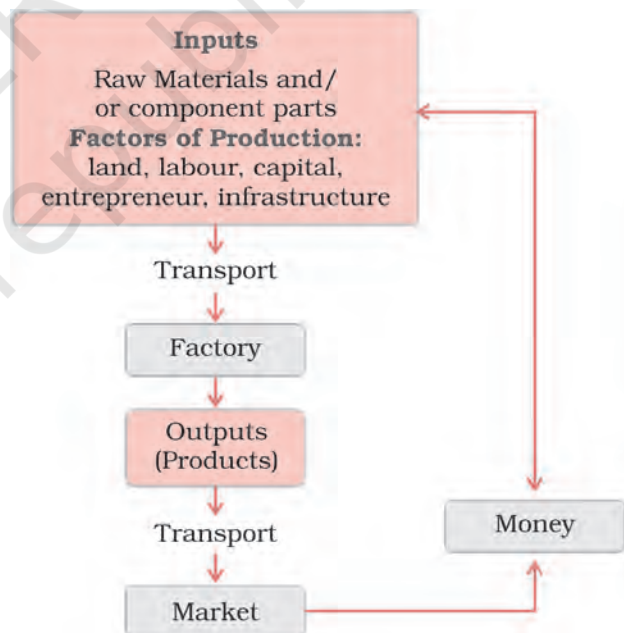 Inputs
Raw Materials and/
or component parts
Factors of Production:
land, labour, capital,
entrepreneur, infrastructure
Transport
Factory
Outputs
(Products)
Transport
Market
Money